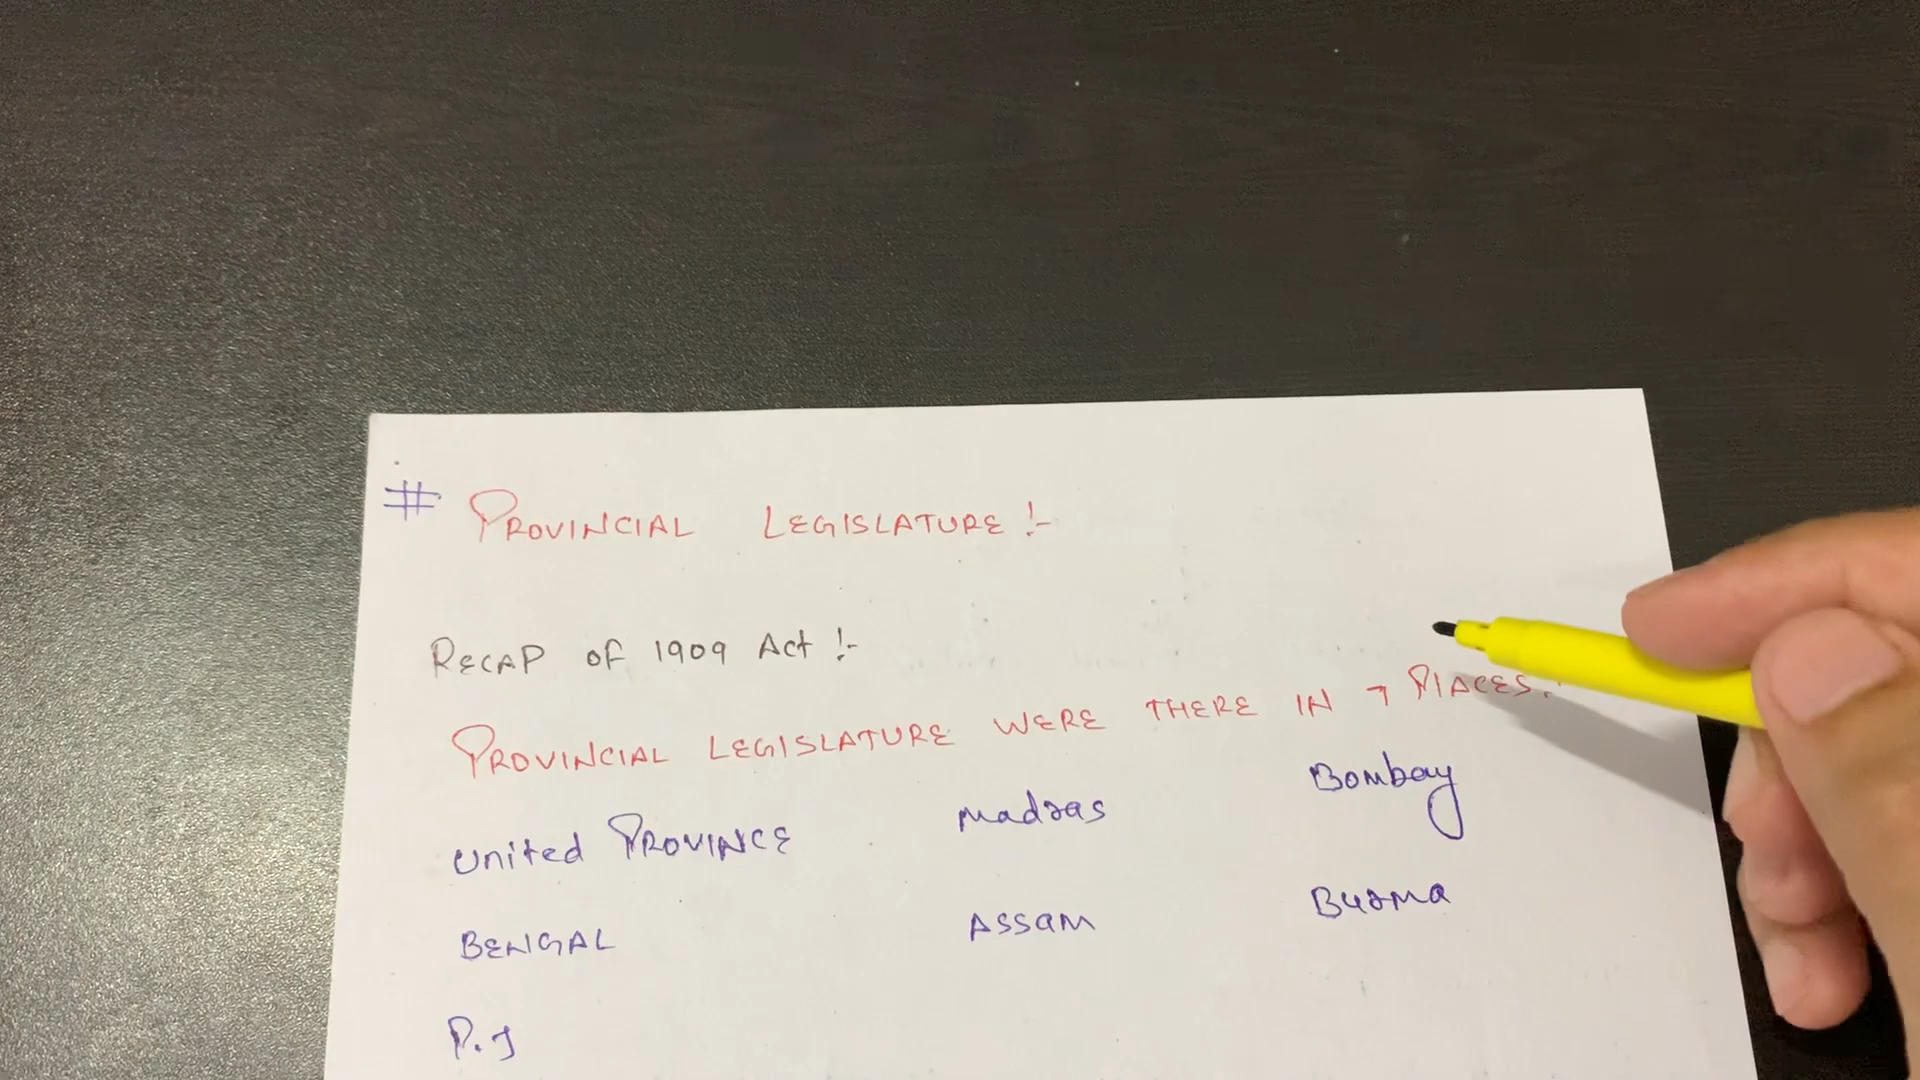 # PROVINCIAL LEGISLATURE :-
RECAP OF 1909 Act :-
PROVINCIAL LEGISLATURE WERE THERE IN 7 PlACES.
United PROVINCE Madras Bombay
BENGAL ASSAM Burma